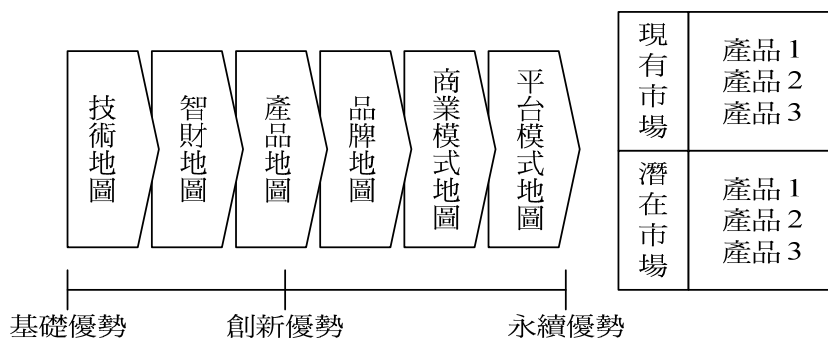 技術地圖
智財地圖
產品地圖
品牌地圖
商業模式地圖
平台模式地圖
基礎優勢
創新優勢
永續優勢
現有市場
產品 1
產品 2
產品 3
潛在市場
產品 1
產品 2
產品 3